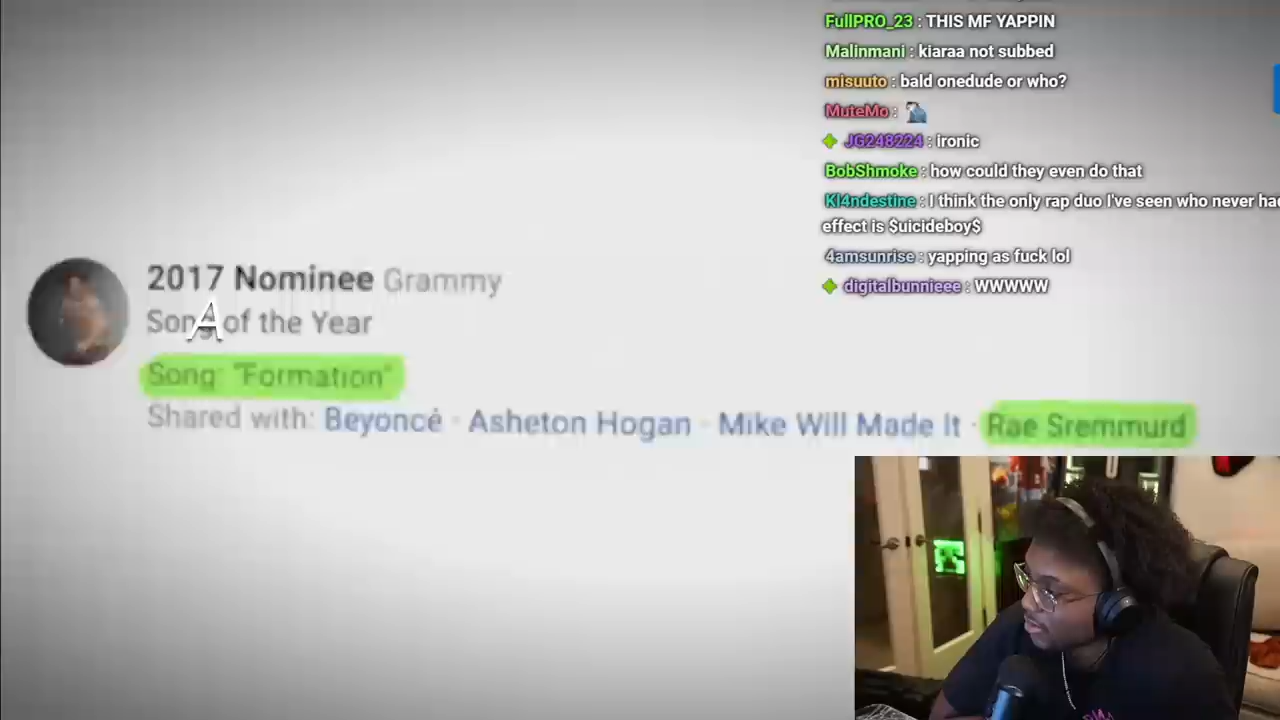 FullPRO_23 : THIS MF YAPPIN
Malinmani : kiaraa not subbed
misuuto : bald onedude or who?
MuteMo :
JG248224 : ironic
BobShmoke : how could they even do that
Kl4ndestine : I think the only rap duo I've seen who never had
effect is $uicideboy$
4amsunrise : yapping as fuck lol
digitalbunnieee : WWWWW
2017 Nominee Grammy
Song of the Year
A
Song: "Formation"
Shared with: Beyoncé · Asheton Hogan · Mike Will Made It · Rae Sremmurd